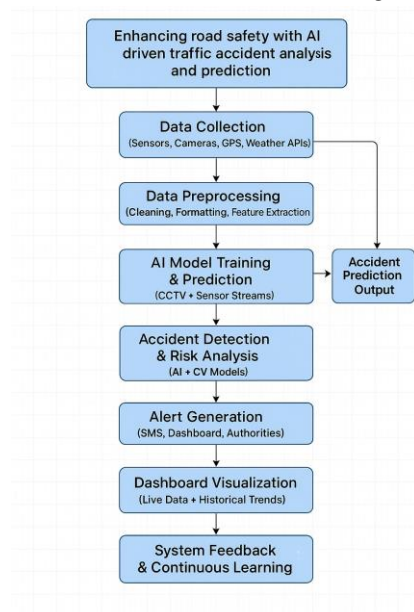 Enhancing road safety with AI
driven traffic accident analysis
and prediction
Data Collection
(Sensors, Cameras, GPS, Weather APIs)
Data Preprocessing
(Cleaning, Formatting, Feature Extraction
AI Model Training
& Prediction
(CCTV + Sensor Streams)
Accident
Prediction
Output
Accident Detection
& Risk Analysis
(AI + CV Models)
Alert Generation
(SMS, Dashboard, Authorities)
Dashboard Visualization
(Live Data + Historical Trends)
System Feedback
& Continuous Learning